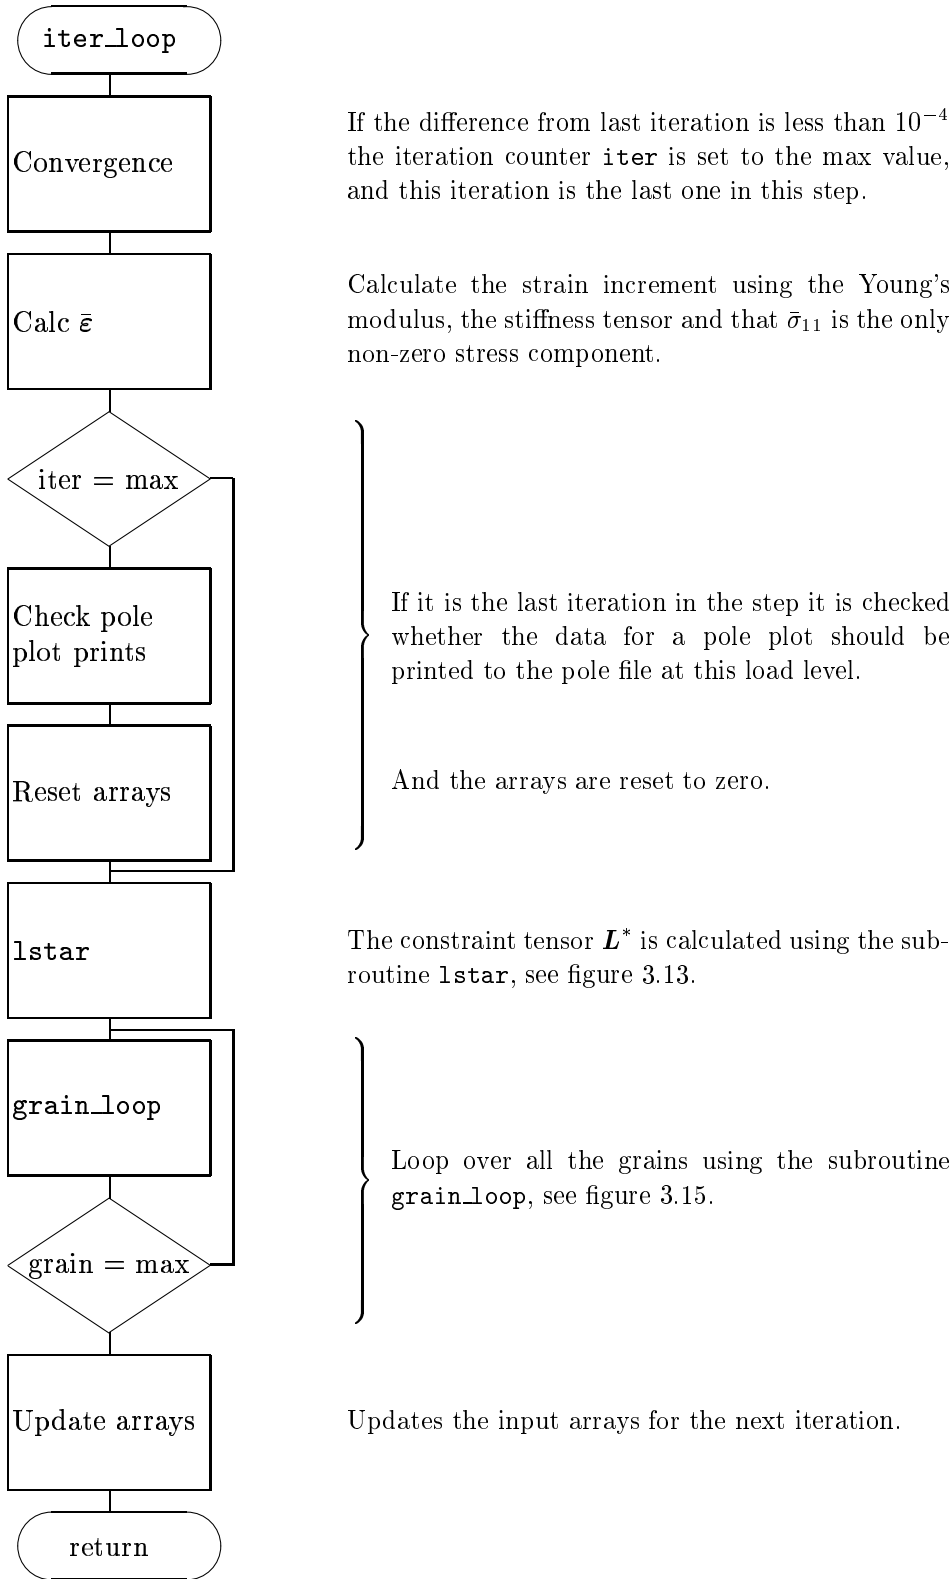 iter_loop
Convergence
If the difference from last iteration is less than 10⁻⁴
the iteration counter iter is set to the max value,
and this iteration is the last one in this step.
Calc ε̄
Calculate the strain increment using the Young's
modulus, the stiffness tensor and that σ̄₁₁ is the only
non-zero stress component.
iter = max
Check pole
plot prints
If it is the last iteration in the step it is checked
whether the data for a pole plot should be
printed to the pole file at this load level.
Reset arrays
And the arrays are reset to zero.
lstar
The constraint tensor L* is calculated using the sub-
routine lstar, see figure 3.13.
grain_loop
Loop over all the grains using the subroutine
grain_loop, see figure 3.15.
grain = max
Update arrays
Updates the input arrays for the next iteration.
return